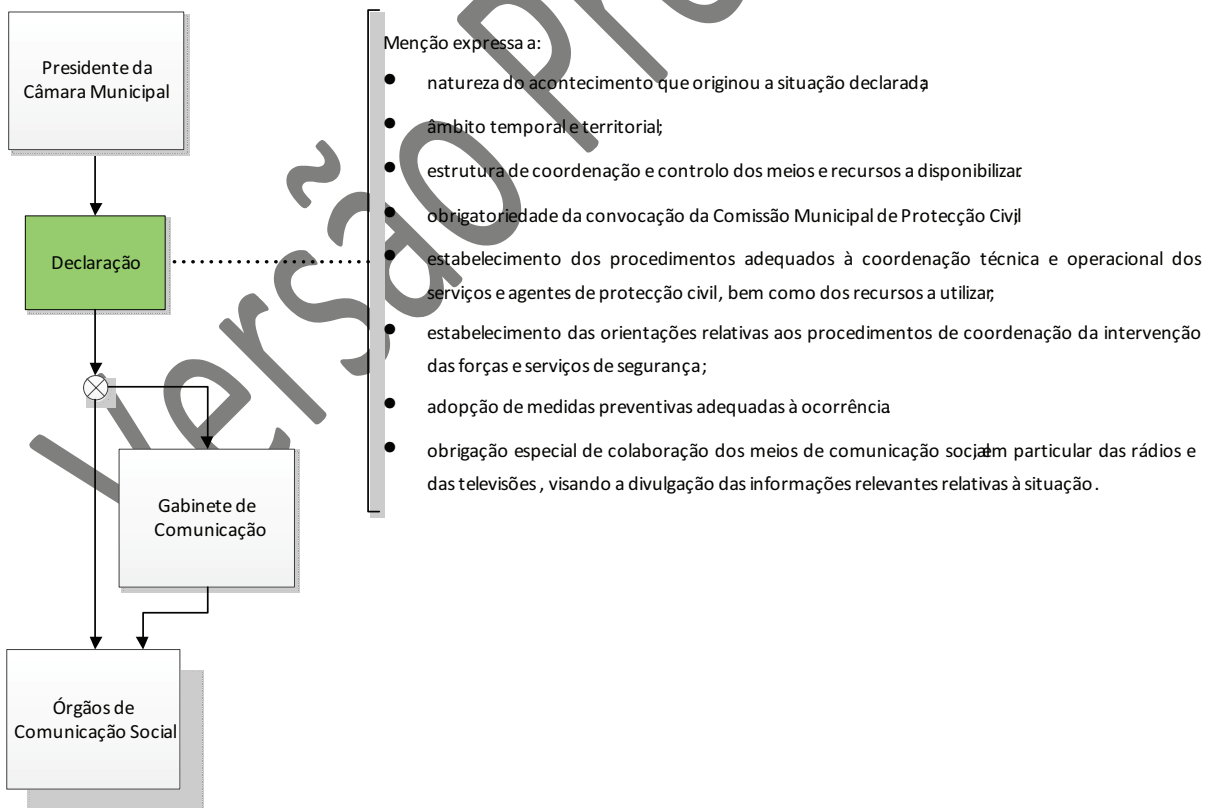 Presidente da
Câmara Municipal
Declaração
Gabinete de
Comunicação
Órgãos de
Comunicação Social
Menção expressa a:
• natureza do acontecimento que originou a situação declarada;
• âmbito temporal e territorial;
• estrutura de coordenação e controlo dos meios e recursos a disponibilizar.
• obrigatoriedade da convocação da Comissão Municipal de Protecção Civil;
• estabelecimento dos procedimentos adequados à coordenação técnica e operacional dos
serviços e agentes de protecção civil, bem como dos recursos a utilizar;
• estabelecimento das orientações relativas aos procedimentos de coordenação da intervenção
das forças e serviços de segurança;
• adopção de medidas preventivas adequadas à ocorrência.
• obrigação especial de colaboração dos meios de comunicação social, em particular das rádios e
das televisões, visando a divulgação das informações relevantes relativas à situação.
Versão Pr